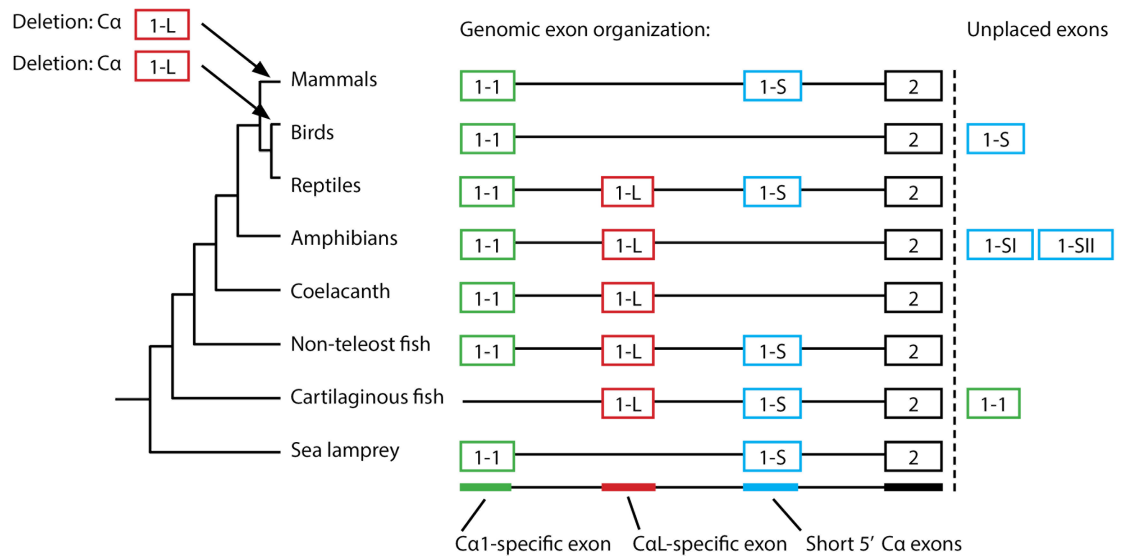 Deletion: Cα 1-L
Deletion: Cα 1-L
Genomic exon organization:
Unplaced exons
Mammals 1-1 1-S 2
Birds 1-1 2 1-S
Reptiles 1-1 1-L 1-S 2
Amphibians 1-1 1-L 2 1-SI 1-SII
Coelacanth 1-1 1-L 2
Non-teleost fish 1-1 1-L 1-S 2
Cartilaginous fish 1-L 1-S 2 1-1
Sea lamprey 1-1 1-S 2
Cα1-specific exon CαL-specific exon Short 5′ Cα exons